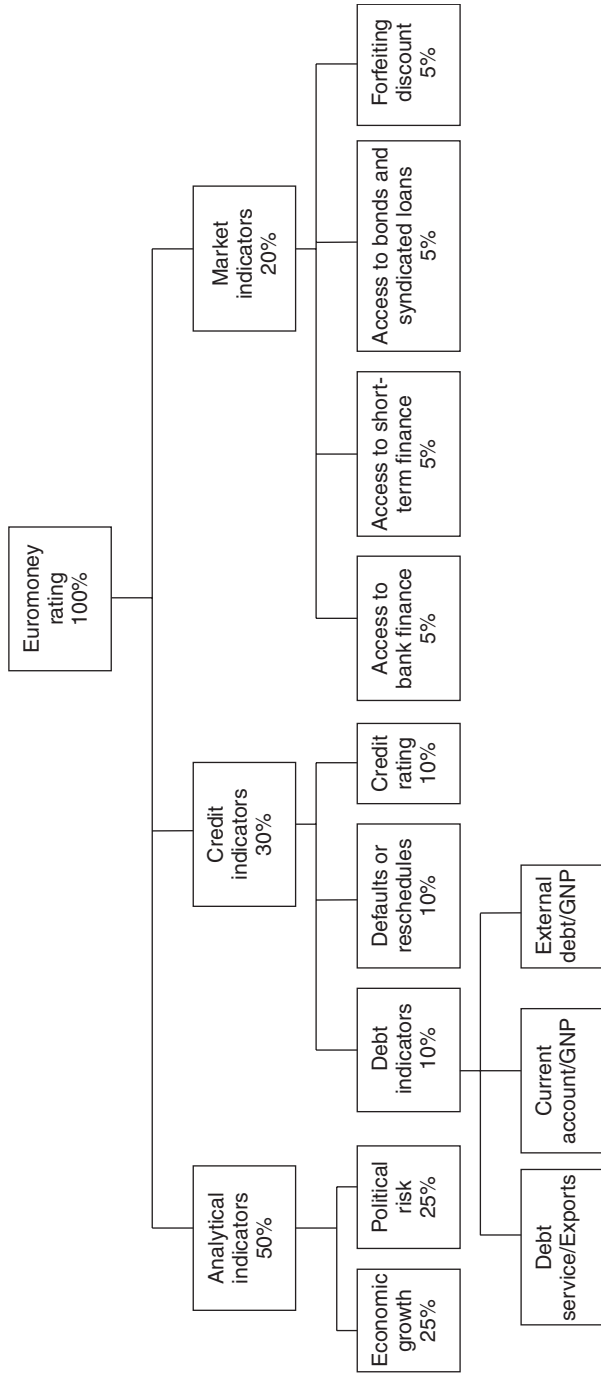 Euromoney
rating
100%
Analytical
indicators
50%
Credit
indicators
30%
Market
indicators
20%
Economic
growth
25%
Political
risk
25%
Debt
indicators
10%
Defaults or
reschedules
10%
Credit
rating
10%
Access to
bank finance
5%
Access to short-
term finance
5%
Access to bonds and
syndicated loans
5%
Forfeiting
discount
5%
Debt
service/Exports
Current
account/GNP
External
debt/GNP